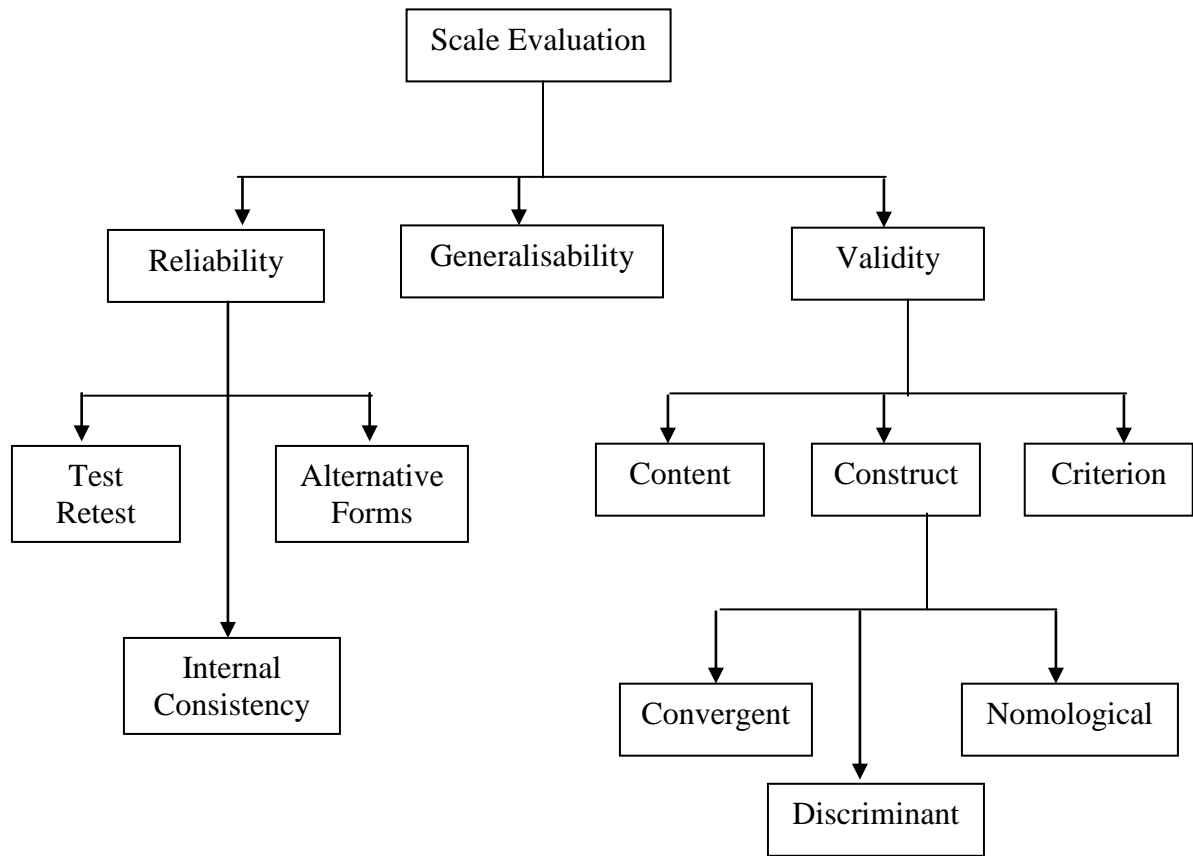 Scale Evaluation
Reliability
Generalisability
Validity
Test
Retest
Alternative
Forms
Content
Construct
Criterion
Internal
Consistency
Convergent
Nomological
Discriminant